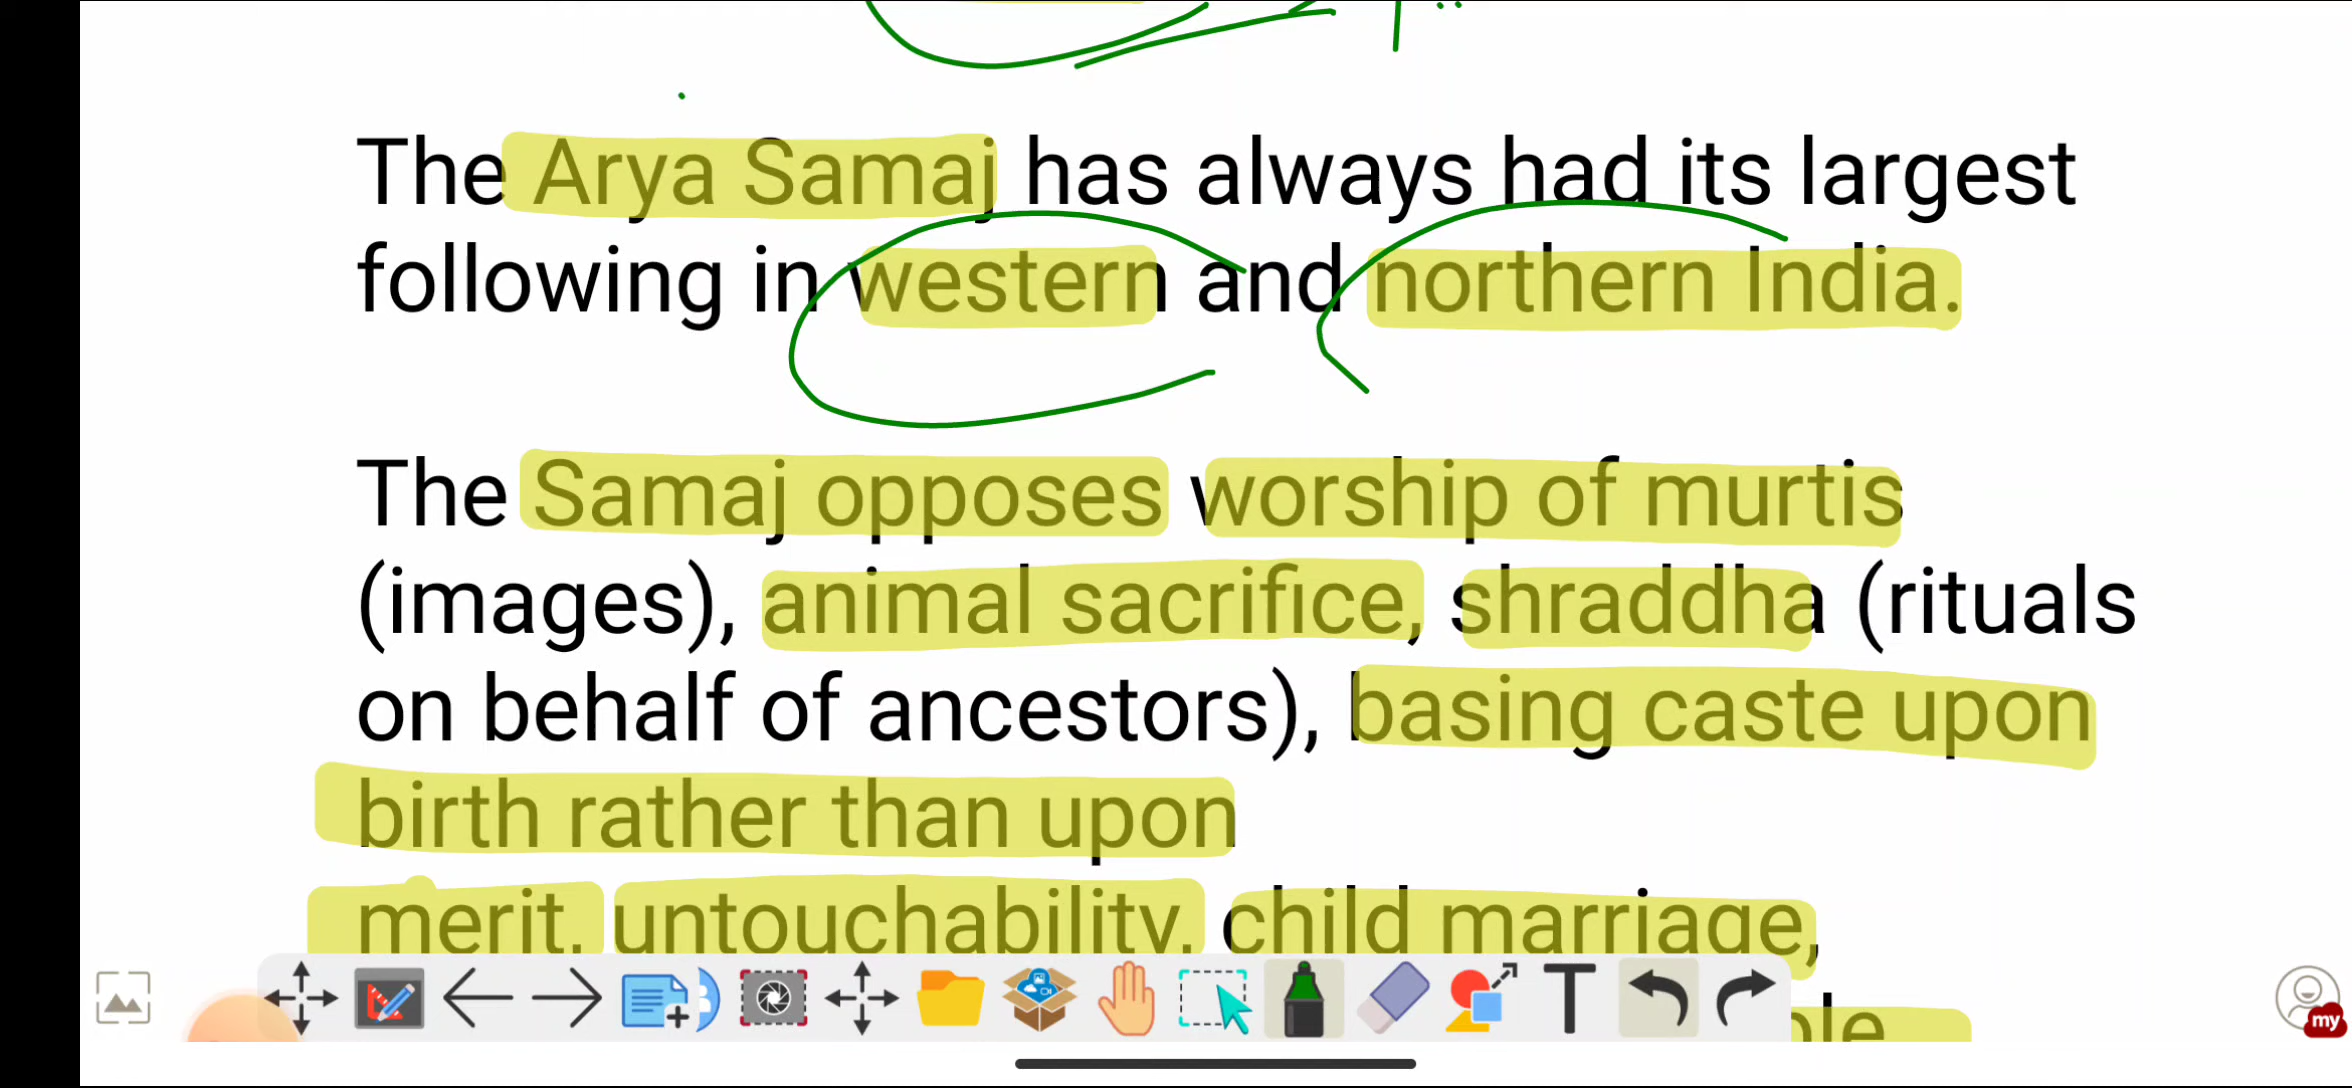 The Arya Samaj has always had its largest
following in western and northern India.
The Samaj opposes worship of murtis
(images), animal sacrifice, shraddha (rituals
on behalf of ancestors), basing caste upon
birth rather than upon
merit, untouchability, child marriage,
my